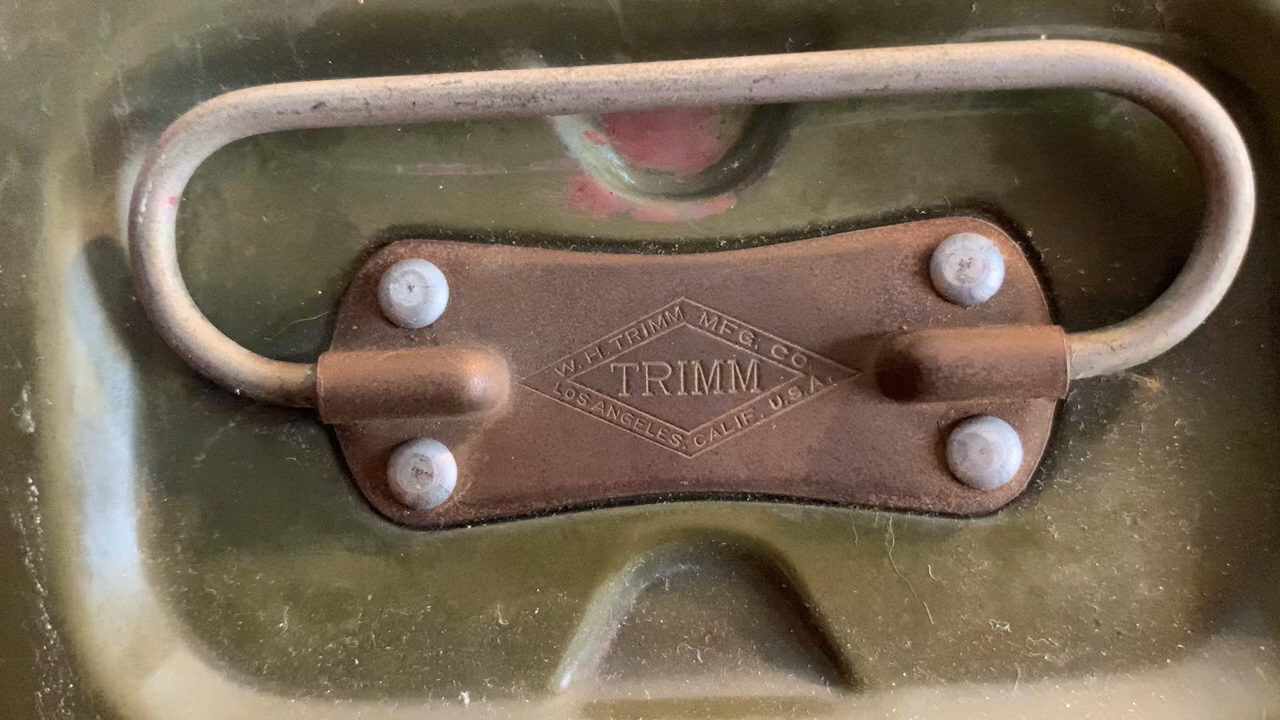 W.H. TRIMM MFG. CO.
TRIMM
LOS ANGELES, CALIF. U.S.A.